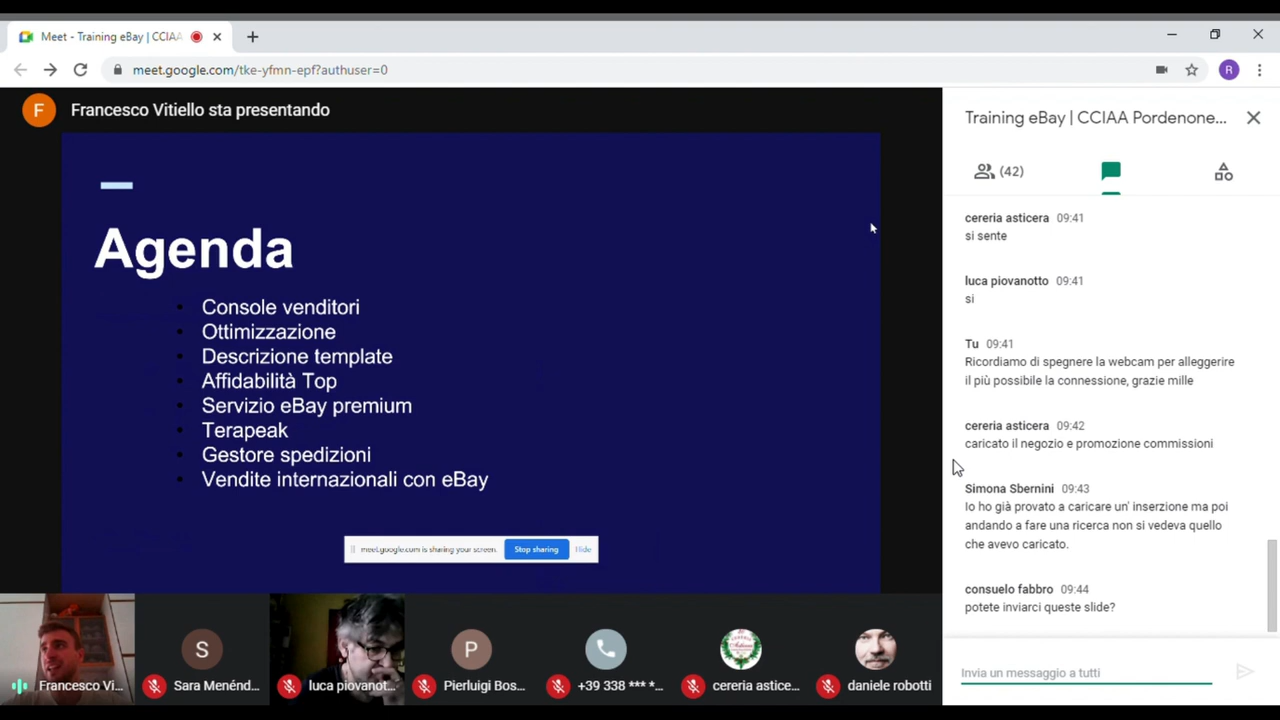 Meet - Training eBay | CCIAA
meet.google.com/tke-yfmn-epf?authuser=0
R
F
Francesco Vitiello sta presentando
Agenda
• Console venditori
• Ottimizzazione
• Descrizione template
• Affidabilità Top
• Servizio eBay premium
• Terapeak
• Gestore spedizioni
• Vendite internazionali con eBay
meet.google.com is sharing your screen.
Stop sharing
Hide
Francesco Vi...
S
Sara Menénd...
luca piovanot...
P
Pierluigi Bos...
+39 338 *** *...
cereria astice...
daniele robotti
Training eBay | CCIAA Pordenone...
(42)
cereria asticera 09:41
si sente
luca piovanotto 09:41
si
Tu 09:41
Ricordiamo di spegnere la webcam per alleggerire
il più possibile la connessione, grazie mille
cereria asticera 09:42
caricato il negozio e promozione commissioni
Simona Sbernini 09:43
Io ho già provato a caricare un' inserzione ma poi
andando a fare una ricerca non si vedeva quello
che avevo caricato.
consuelo fabbro 09:44
potete inviarci queste slide?
Invia un messaggio a tutti